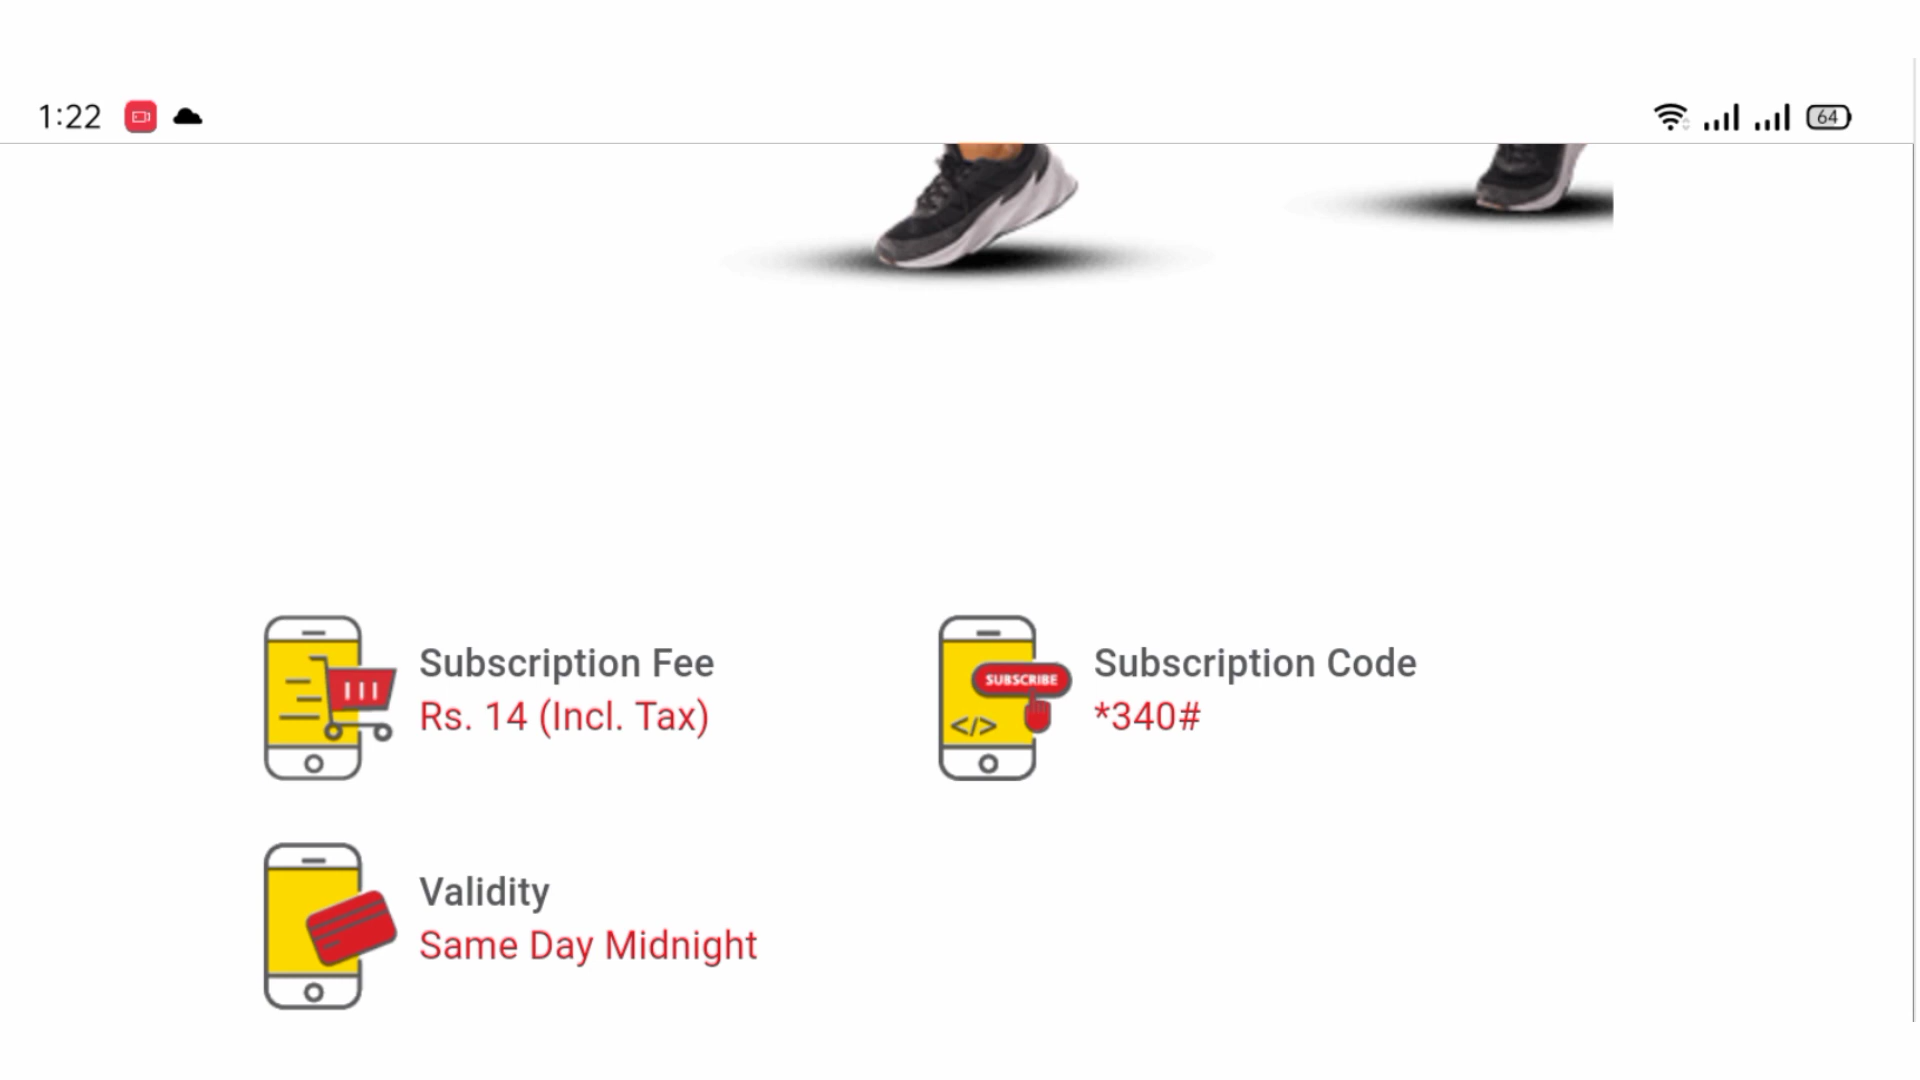 1:22
64
Subscription Fee
Rs. 14 (Incl. Tax)
SUBSCRIBE
</>
Subscription Code
*340#
Validity
Same Day Midnight